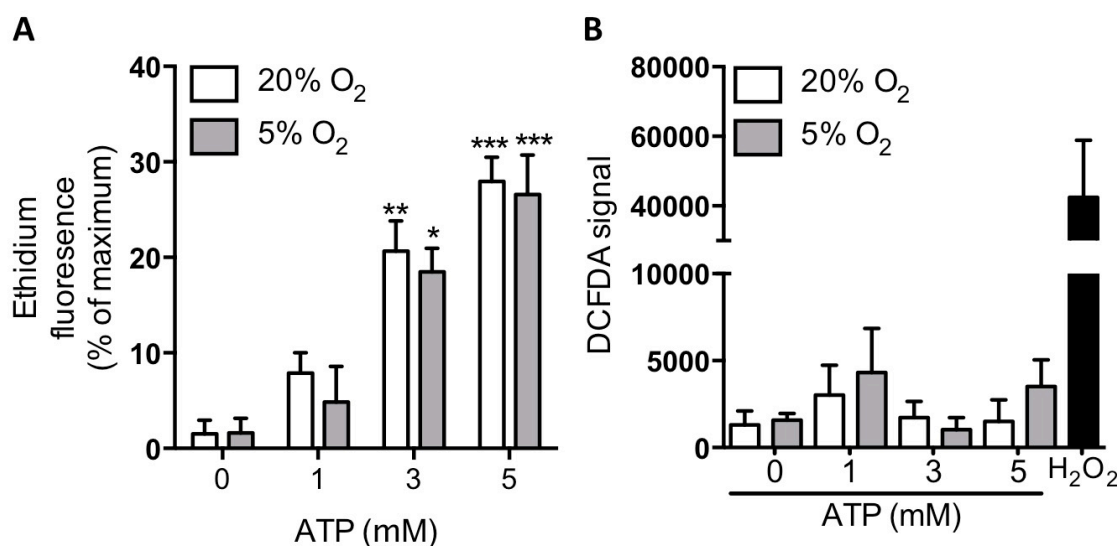 A
40
30
20
10
0
Ethidium
fluoresence
(% of maximum)
20% O₂
5% O₂
**
*
***
***
0 1 3 5
ATP (mM)
B
80000
60000
40000
10000
5000
0
DCFDA signal
20% O₂
5% O₂
0 1 3 5 H₂O₂
ATP (mM)